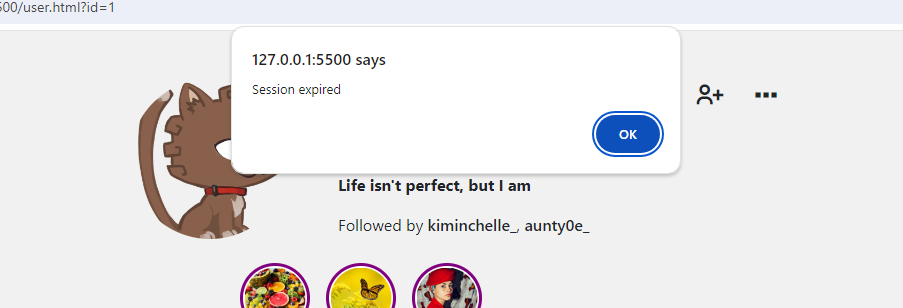 500/user.html?id=1
127.0.0.1:5500 says
Session expired
OK
Life isn't perfect, but I am
Followed by kiminchelle_, aunty0e_